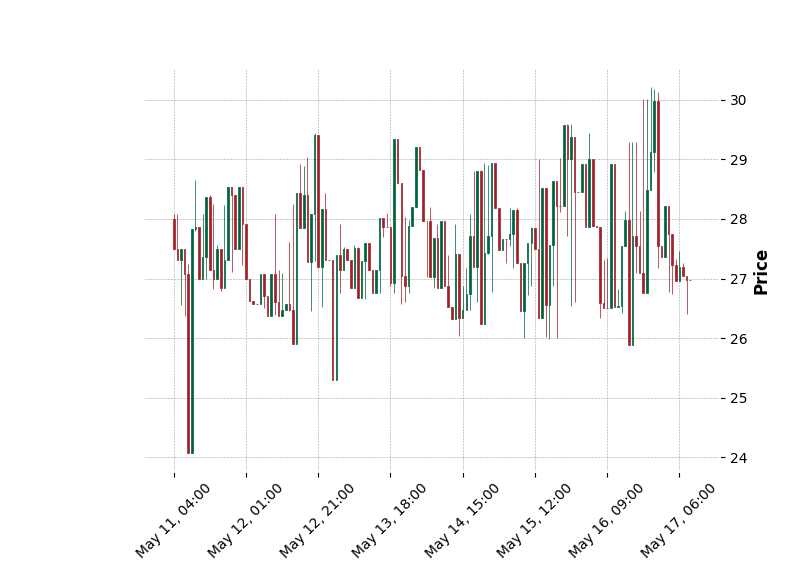 30
29
28
27
26
25
24
Price
May 11, 04:00
May 12, 01:00
May 12, 21:00
May 13, 18:00
May 14, 15:00
May 15, 12:00
May 16, 09:00
May 17, 06:00